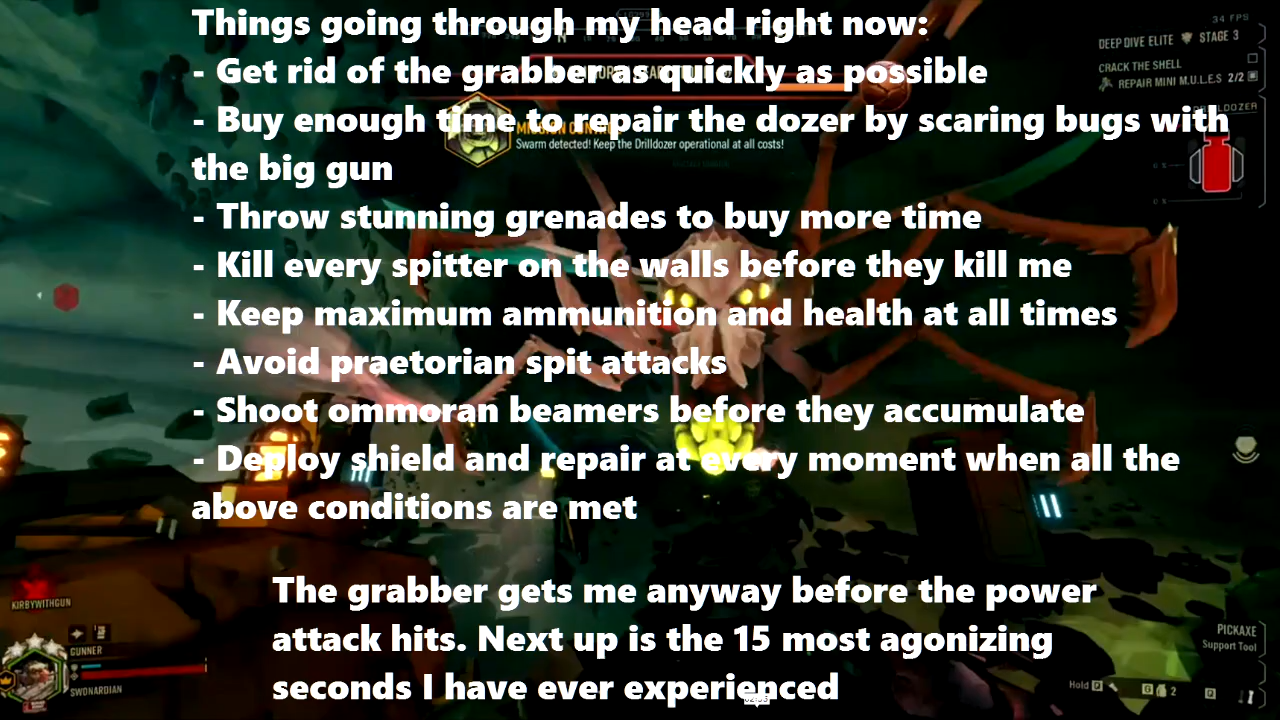 Things going through my head right now:
- Get rid of the grabber as quickly as possible
- Buy enough time to repair the dozer by scaring bugs with
the big gun
- Throw stunning grenades to buy more time
- Kill every spitter on the walls before they kill me
- Keep maximum ammunition and health at all times
- Avoid praetorian spit attacks
- Shoot ommoran beamers before they accumulate
- Deploy shield and repair at every moment when all the
above conditions are met
The grabber gets me anyway before the power
attack hits. Next up is the 15 most agonizing
seconds I have ever experienced
34 FPS
DEEP DIVE ELITE STAGE 3
CRACK THE SHELL
REPAIR MINI M.U.L.E.S 2/2
Swarm detected! Keep the Drilldozer operational at all costs!
KIRBYWITHGUN
GUNNER
SWONARDIAN
PICKAXE
Support Tool
Hold Q
G 2
Q